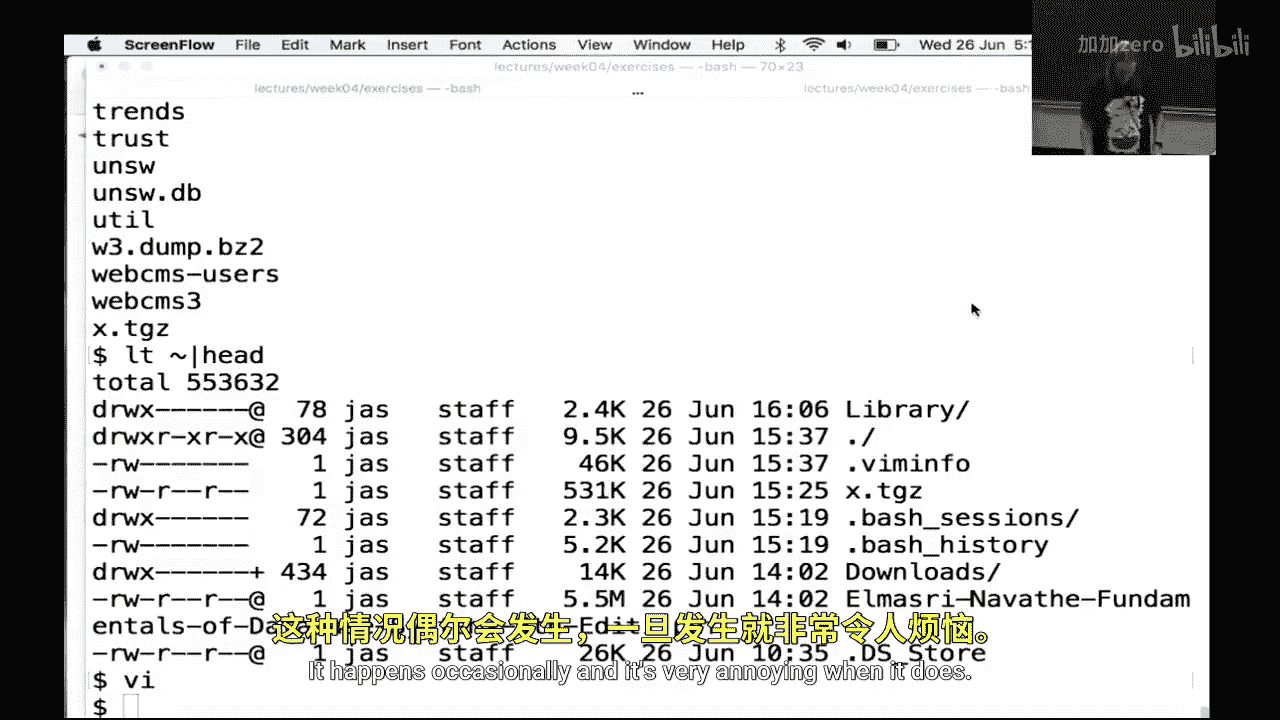 ScreenFlow File Edit Mark Insert Font Actions View Window Help Wed 26 Jun 5:
加加zero bilibili
lectures/week04/exercises — -bash — 70×23
lectures/week04/exercises — -bash ... lectures/week04/exercises — -bash
trends
trust
unsw
unsw.db
util
w3.dump.bz2
webcms-users
webcms3
x.tgz
$ lt ~|head
total 553632
drwx------@ 78 jas staff 2.4K 26 Jun 16:06 Library/
drwxr-xr-x@ 304 jas staff 9.5K 26 Jun 15:37 ./
-rw------- 1 jas staff 46K 26 Jun 15:37 .viminfo
-rw-r--r-- 1 jas staff 531K 26 Jun 15:25 x.tgz
drwx------ 72 jas staff 2.3K 26 Jun 15:19 .bash_sessions/
-rw------- 1 jas staff 5.2K 26 Jun 15:19 .bash_history
drwx------+ 434 jas staff 14K 26 Jun 14:02 Downloads/
-rw-r--r--@ 1 jas staff 5.5M 26 Jun 14:02 Elmasri-Navathe-Fundam
entals-of-Da
-rw-r--r--@ 1 jas staff 26K 26 Jun 10:35 .DS_Store
这种情况偶尔会发生，一旦发生就非常令人烦恼。
It happens occasionally and it's very annoying when it does.
$ vi
$